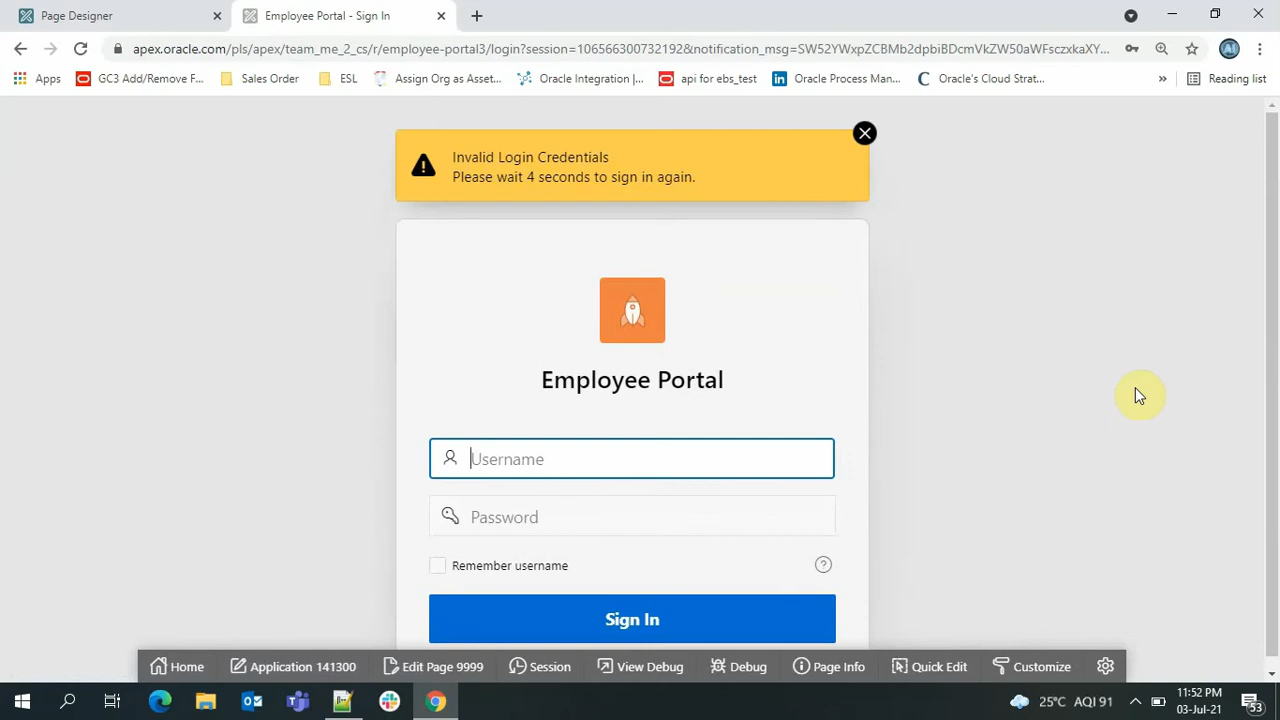 Page Designer
Employee Portal - Sign In
apex.oracle.com/pls/apex/team_me_2_cs/r/employee-portal3/login?session=106566300732192&notification_msg=SW52YWxpZCBMb2dpbiBDcmVkZW50aWFsczxkaXY...
Apps
GC3 Add/Remove F...
Sales Order
ESL
Assign Org as Asset...
Oracle Integration |...
api for ebs_test
Oracle Process Man...
Oracle's Cloud Strat...
»
Reading list
Invalid Login Credentials
Please wait 4 seconds to sign in again.
Employee Portal
Username
Password
Remember username
Sign In
Home
Application 141300
Edit Page 9999
Session
View Debug
Debug
Page Info
Quick Edit
Customize
25°C AQI 91
11:52 PM
03-Jul-21
53